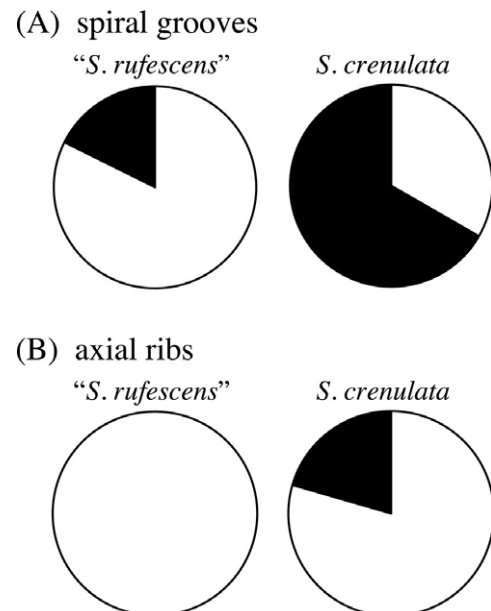 (A) spiral grooves
“S. rufescens” S. crenulata
(B) axial ribs
“S. rufescens” S. crenulata